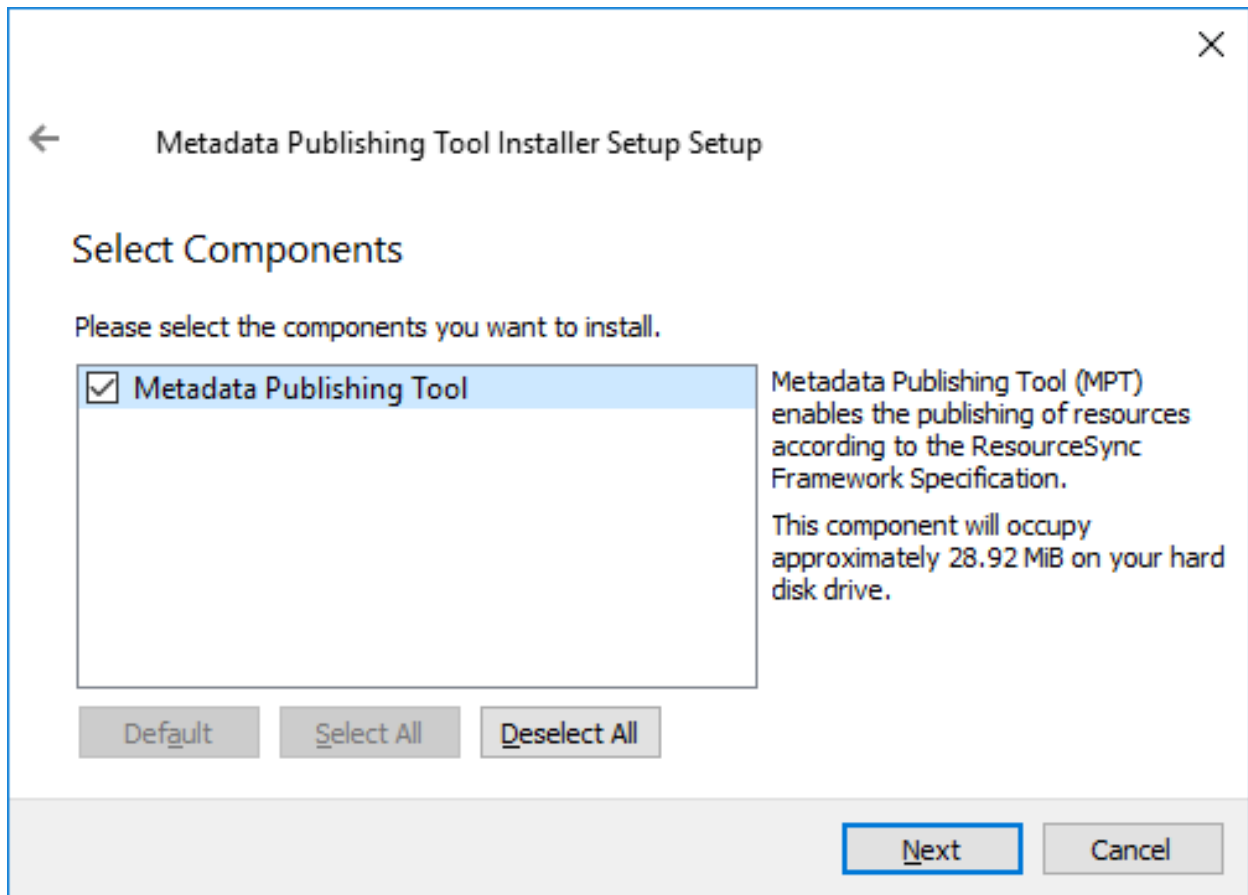 Metadata Publishing Tool Installer Setup Setup
Select Components
Please select the components you want to install.
Metadata Publishing Tool
Metadata Publishing Tool (MPT)
enables the publishing of resources
according to the ResourceSync
Framework Specification.
This component will occupy
approximately 28.92 MiB on your hard
disk drive.
Default
Select All
Deselect All
Next
Cancel